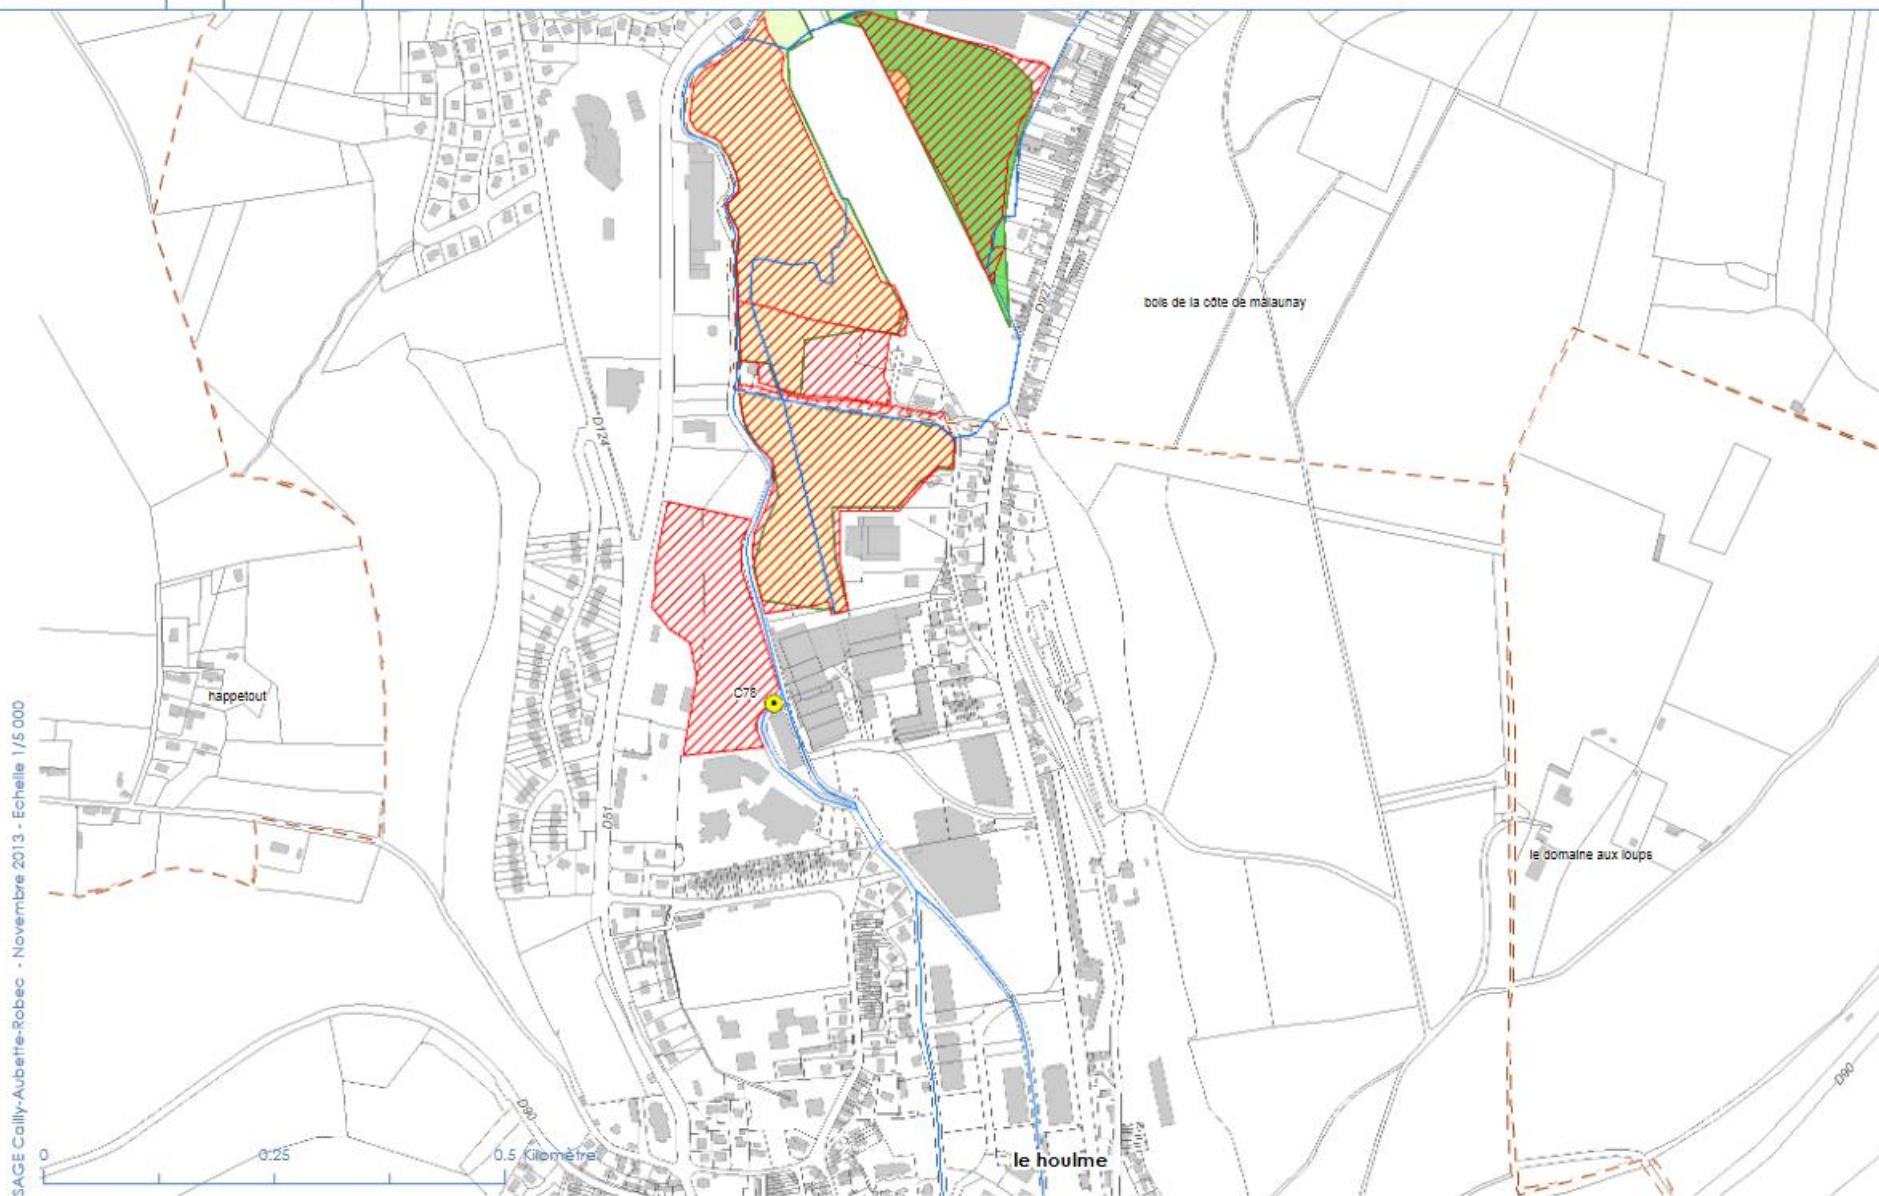 D927
bois de la côte de malaunay
D124
happetout
C76
D51
le domaine aux loups
D90
D90
le houlme
0
0.25
0.5 Kilomètre
SAGE Cailly-Aubette-Robec - Novembre 2013 - Echelle 1/5 000